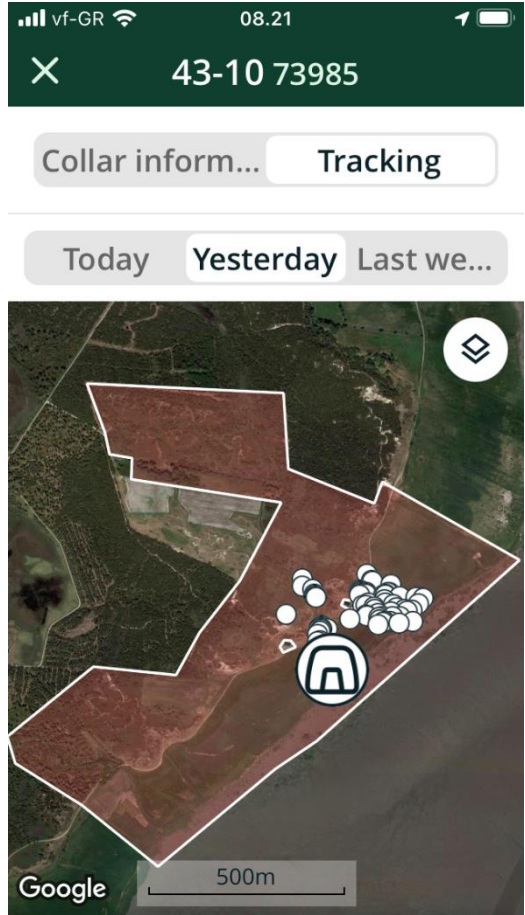 vf-GR 08.21
43-10 73985
Collar inform... Tracking
Today Yesterday Last we...
Google 500m